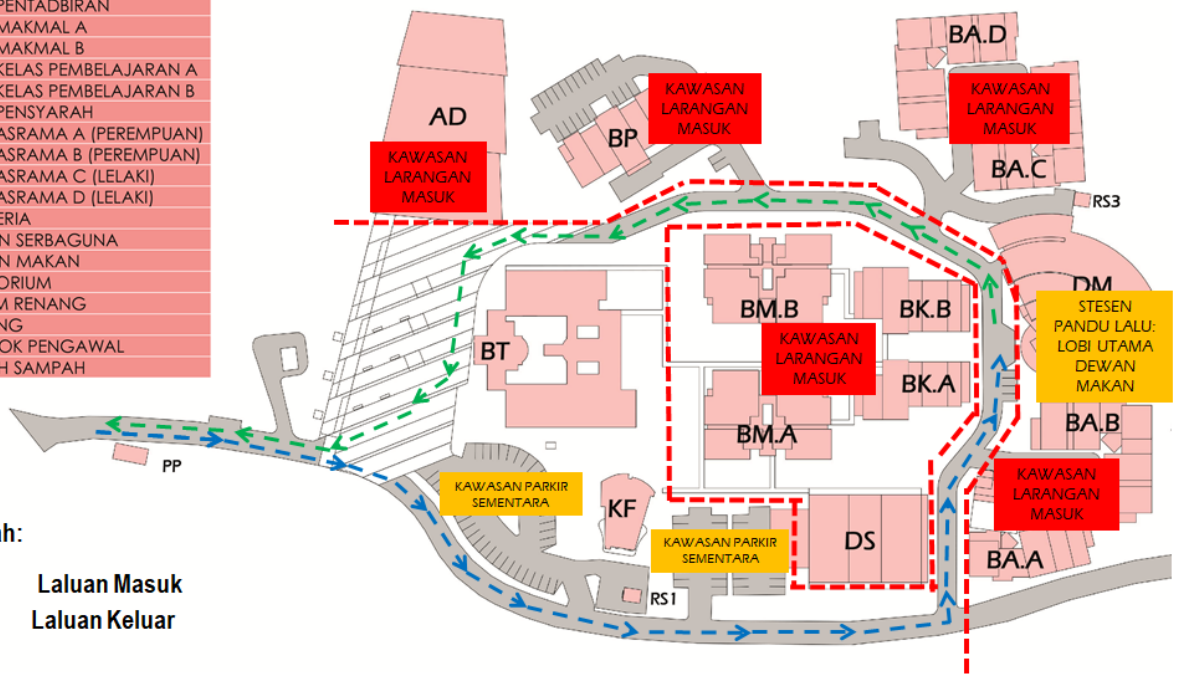 PENTADBIRAN
MAKMAL A
MAKMAL B
KELAS PEMBELAJARAN A
KELAS PEMBELAJARAN B
PENSYARAH
ASRAMA A (PEREMPUAN)
ASRAMA B (PEREMPUAN)
ASRAMA C (LELAKI)
ASRAMA D (LELAKI)
ERIA
N SERBAGUNA
N MAKAN
ORIUM
M RENANG
NG
OK PENGAWAL
H SAMPAH
AD
KAWASAN
LARANGAN
MASUK
BP
KAWASAN
LARANGAN
MASUK
BA.D
KAWASAN
LARANGAN
MASUK
BA.C
RS3
DM
STESEN
PANDU LALU:
LOBI UTAMA
DEWAN
MAKAN
BM.B
BK.B
KAWASAN
LARANGAN
MASUK
BT
BK.A
BM.A
BA.B
PP
KAWASAN PARKIR
SEMENTARA
KF
KAWASAN
LARANGAN
MASUK
KAWASAN PARKIR
SEMENTARA
DS
BA.A
RS1
ah:
Laluan Masuk
Laluan Keluar